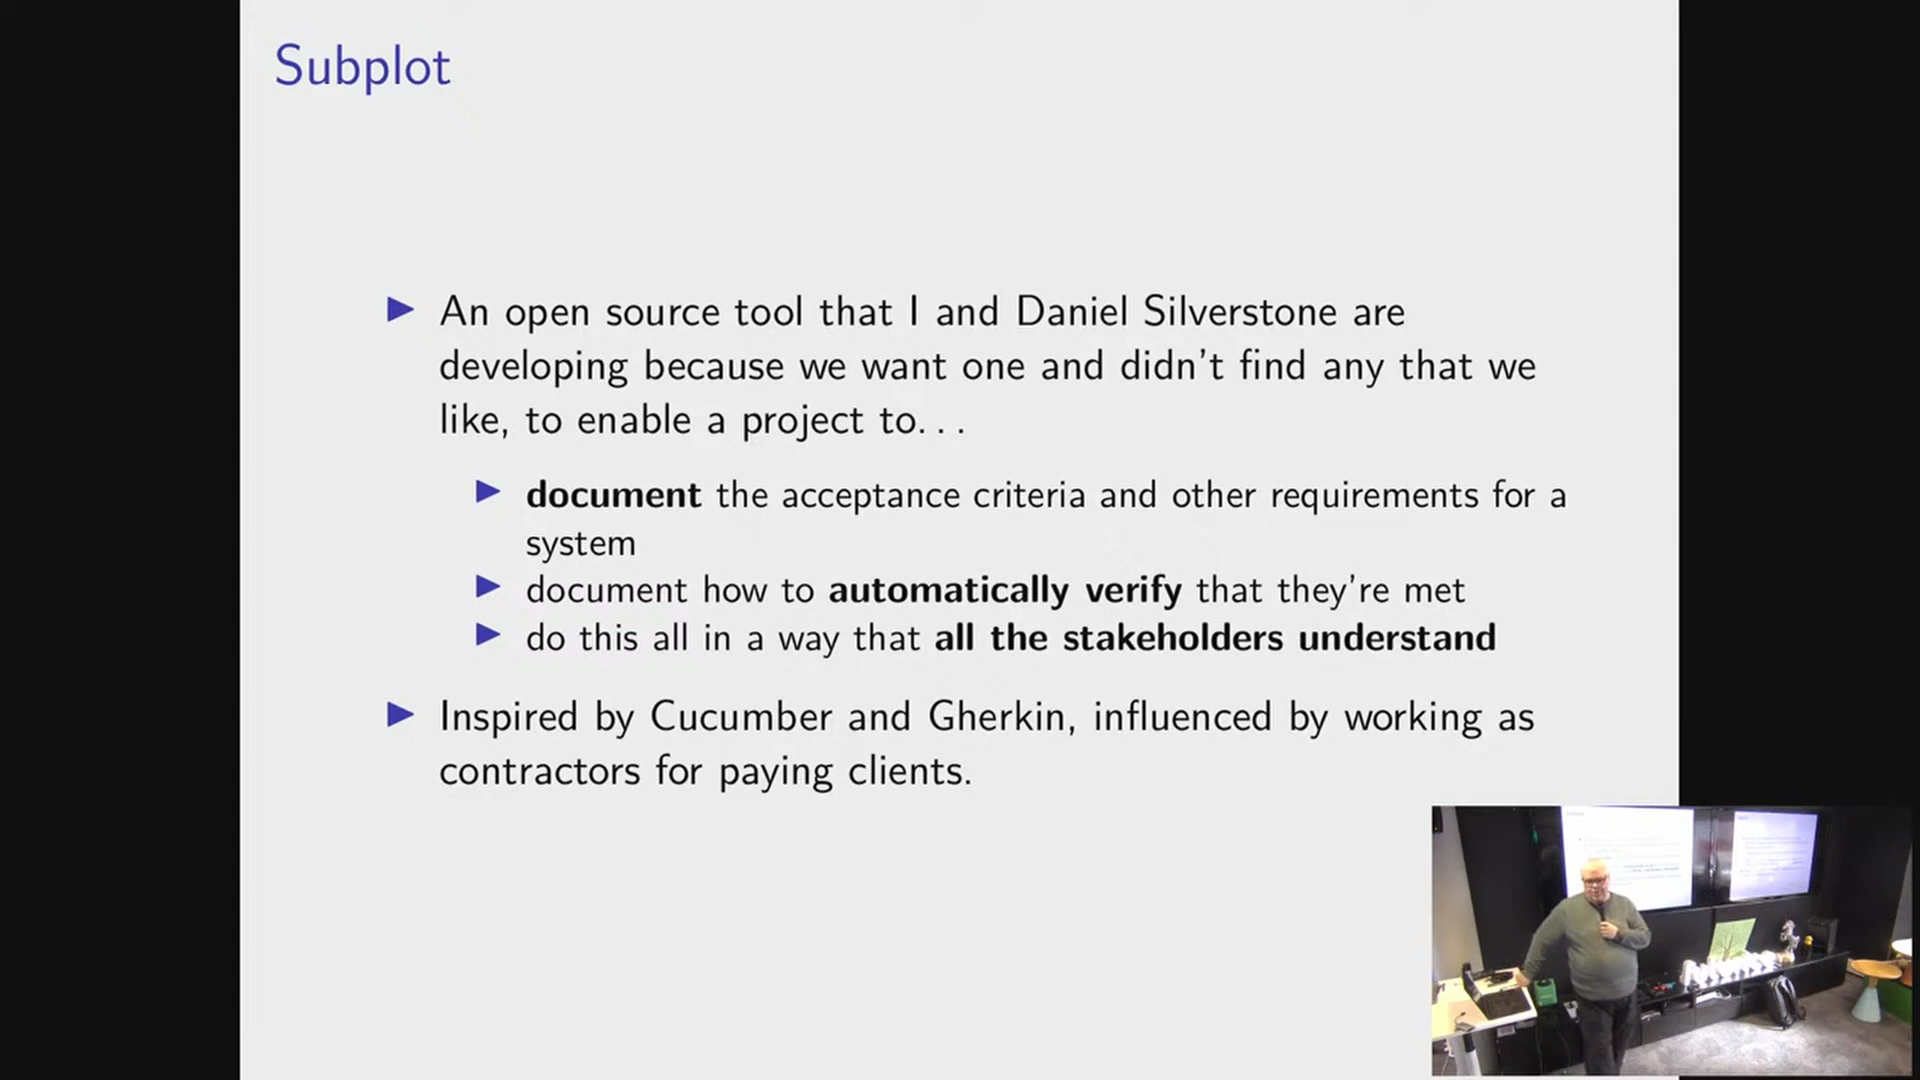 Subplot
An open source tool that I and Daniel Silverstone are
developing because we want one and didn't find any that we
like, to enable a project to...
document the acceptance criteria and other requirements for a
system
document how to automatically verify that they're met
do this all in a way that all the stakeholders understand
Inspired by Cucumber and Gherkin, influenced by working as
contractors for paying clients.